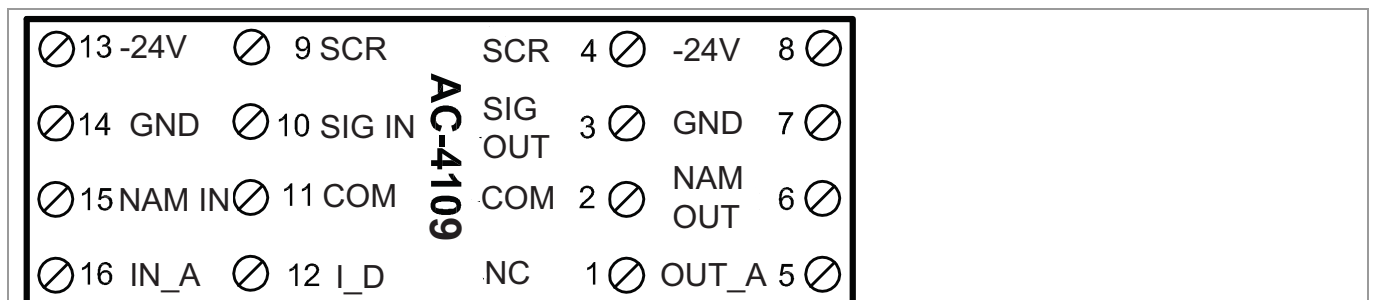 13 -24V 9 SCR SCR 4 -24V 8
14 GND 10 SIG IN SIG OUT 3 GND 7
15 NAM IN 11 COM COM 2 NAM OUT 6
16 IN_A 12 I_D NC 1 OUT_A 5
AC-4109